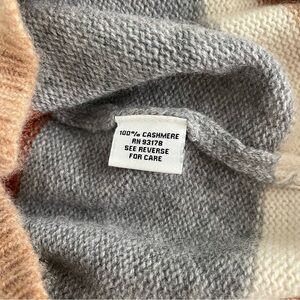 100% CASHMERE
RN 93178
SEE REVERSE
FOR CARE